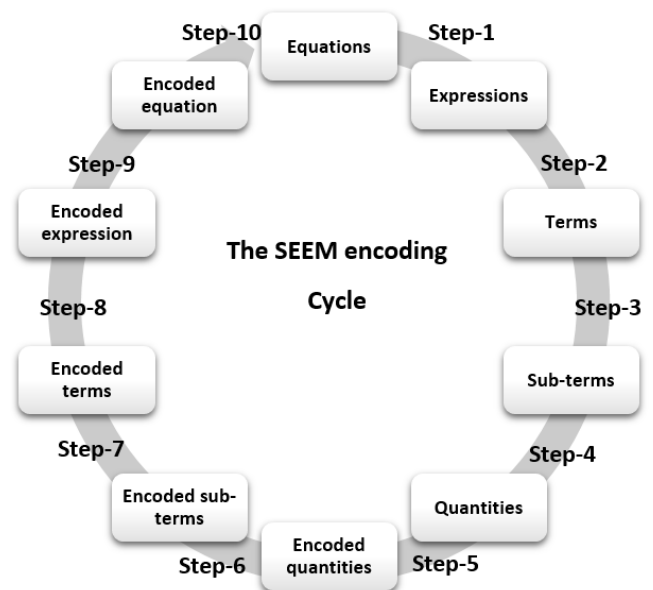 Step-10
Equations
Step-1
Expressions
Step-2
Terms
Step-3
Sub-terms
Step-4
Quantities
Step-5
Encoded
quantities
Step-6
Encoded sub-
terms
Step-7
Encoded
terms
Step-8
Encoded
expression
Step-9
Encoded
equation
The SEEM encoding
Cycle